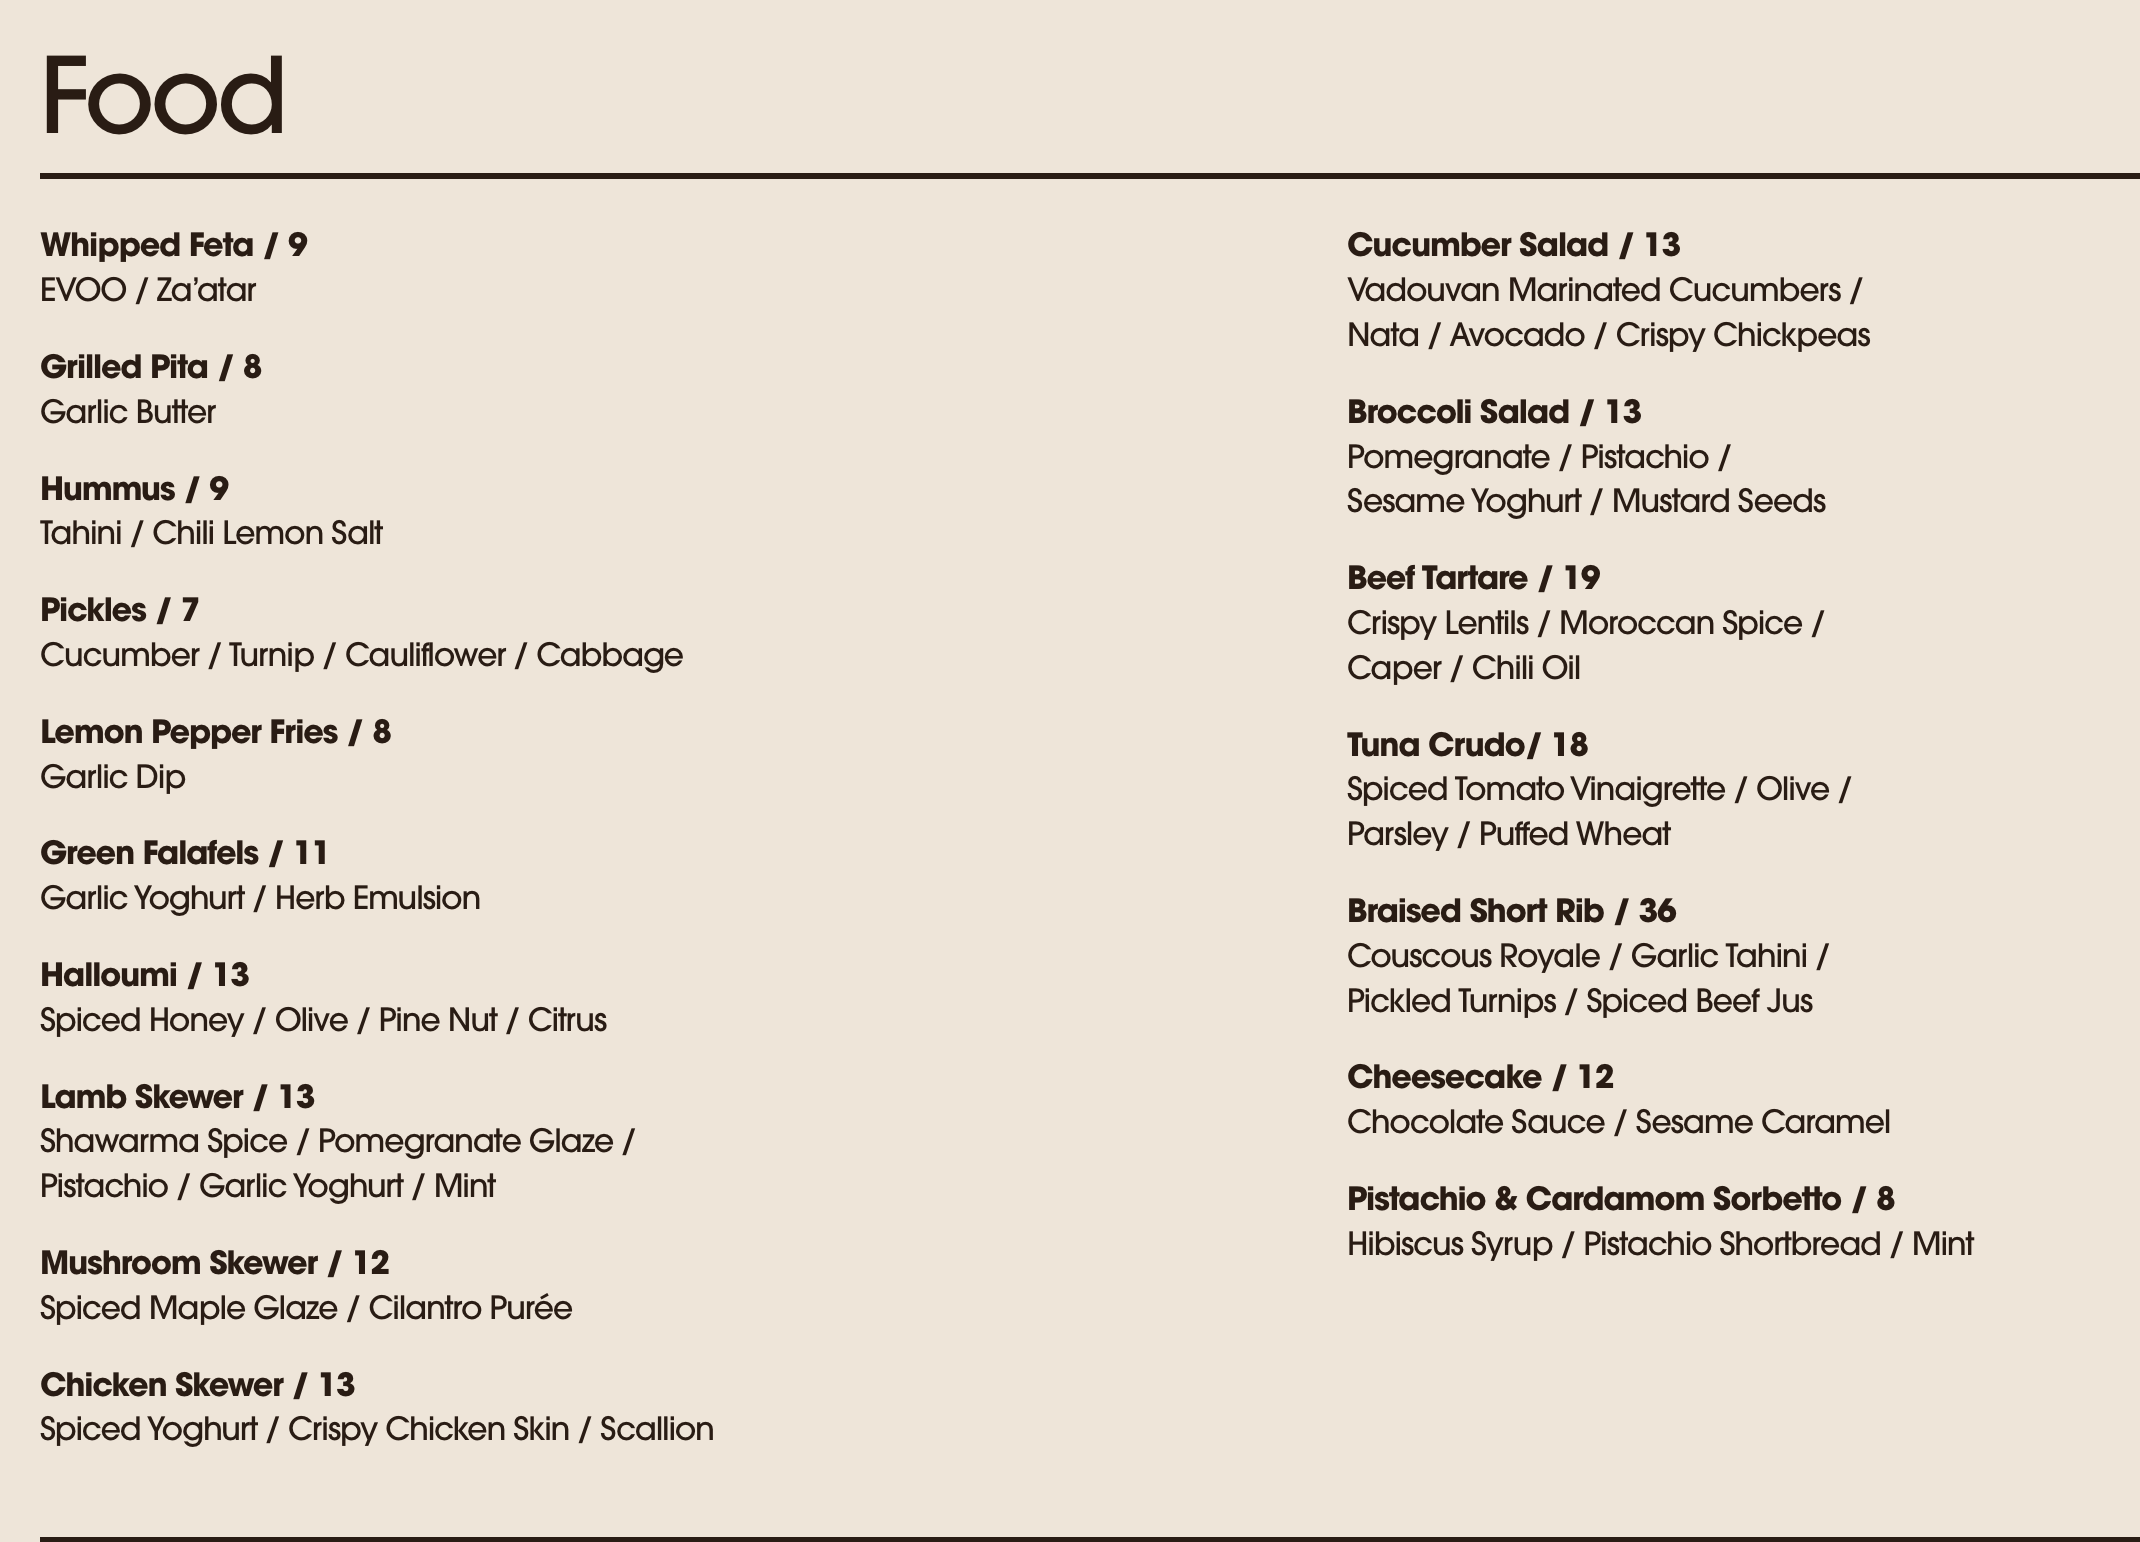 Food
Whipped Feta / 9
EVOO / Za’atar
Grilled Pita / 8
Garlic Butter
Hummus / 9
Tahini / Chili Lemon Salt
Pickles / 7
Cucumber / Turnip / Cauliflower / Cabbage
Lemon Pepper Fries / 8
Garlic Dip
Green Falafels / 11
Garlic Yoghurt / Herb Emulsion
Halloumi / 13
Spiced Honey / Olive / Pine Nut / Citrus
Lamb Skewer / 13
Shawarma Spice / Pomegranate Glaze /
Pistachio / Garlic Yoghurt / Mint
Mushroom Skewer / 12
Spiced Maple Glaze / Cilantro Purée
Chicken Skewer / 13
Spiced Yoghurt / Crispy Chicken Skin / Scallion
Cucumber Salad / 13
Vadouvan Marinated Cucumbers /
Nata / Avocado / Crispy Chickpeas
Broccoli Salad / 13
Pomegranate / Pistachio /
Sesame Yoghurt / Mustard Seeds
Beef Tartare / 19
Crispy Lentils / Moroccan Spice /
Caper / Chili Oil
Tuna Crudo/ 18
Spiced Tomato Vinaigrette / Olive /
Parsley / Puffed Wheat
Braised Short Rib / 36
Couscous Royale / Garlic Tahini /
Pickled Turnips / Spiced Beef Jus
Cheesecake / 12
Chocolate Sauce / Sesame Caramel
Pistachio & Cardamom Sorbetto / 8
Hibiscus Syrup / Pistachio Shortbread / Mint